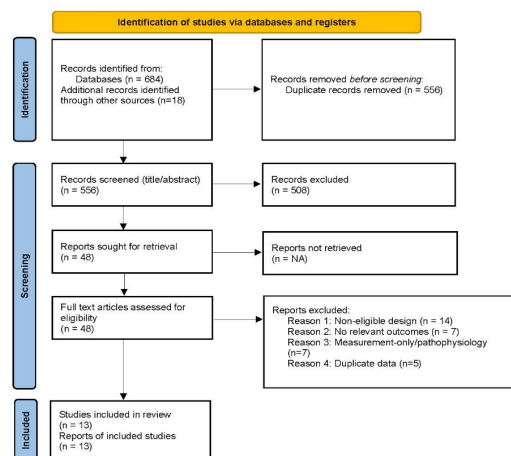 Identification of studies via databases and registers
Identification
Records identified from:
Databases (n = 684)
Additional records identified
through other sources (n=18)
Records removed before screening:
Duplicate records removed (n = 556)
Screening
Records screened (title/abstract)
(n = 556)
Records excluded
(n = 508)
Reports sought for retrieval
(n = 48)
Reports not retrieved
(n = NA)
Full text articles assessed for
eligibility
(n = 48)
Reports excluded:
Reason 1: Non-eligible design (n = 14)
Reason 2: No relevant outcomes (n = 7)
Reason 3: Measurement-only/pathophysiology
(n=7)
Reason 4: Duplicate data (n=5)
Included
Studies included in review
(n = 13)
Reports of included studies
(n = 13)